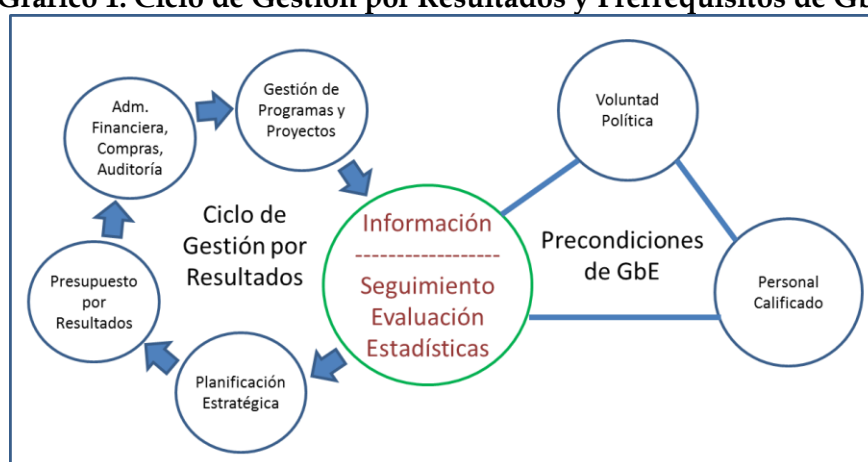 Gráfico 1. Ciclo de Gestión por Resultados y Prerrequisitos de
Gestión de
Programas y
Proyectos
Adm.
Financiera,
Compras,
Auditoría
Ciclo de
Gestión por
Resultados
Presupuesto
por
Resultados
Planificación
Estratégica
Información
------------------
Seguimiento
Evaluación
Estadísticas
Voluntad
Política
Precondiciones
de GbE
Personal
Calificado